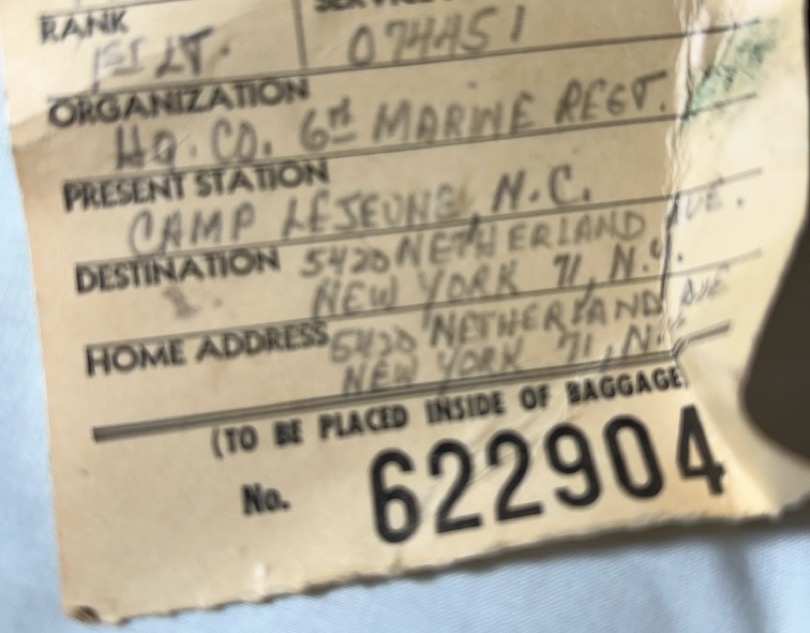 RANK
1ST LT.
074451
ORGANIZATION
HQ. CO. 6TH MARINE REGT.
PRESENT STATION
CAMP LEJEUNE, N.C.
DESTINATION 5420 NETHERLAND AVE.
NEW YORK 71, N.Y.
HOME ADDRESS 5420 NETHERLAND AVE
NEW YORK 71, N.Y.
(TO BE PLACED INSIDE OF BAGGAGE
No. 622904